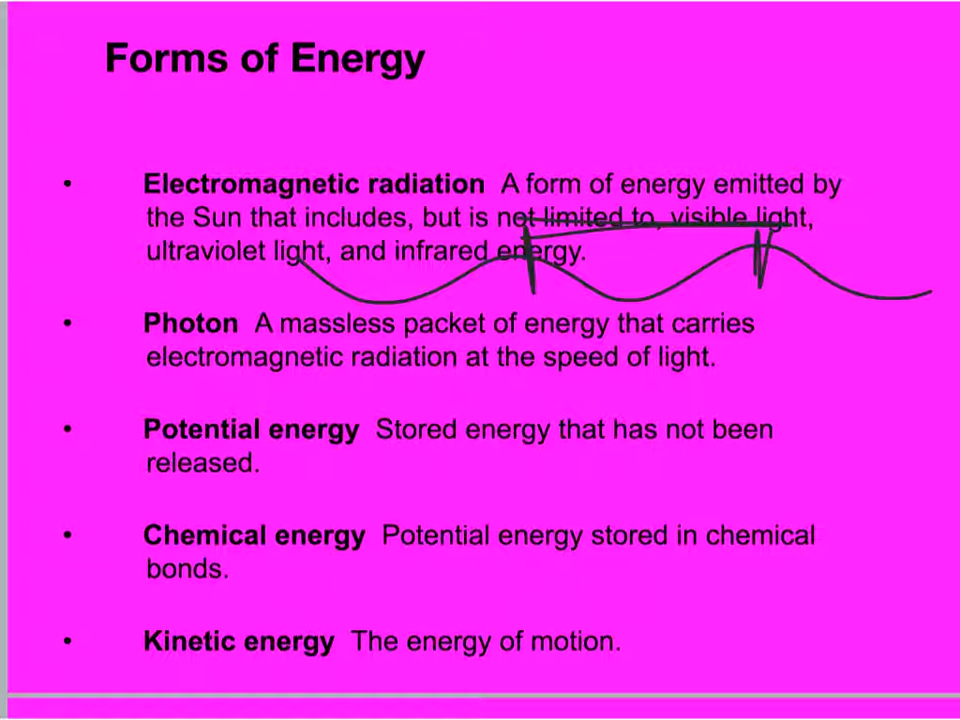 Forms of Energy
• Electromagnetic radiation A form of energy emitted by
the Sun that includes, but is not limited to, visible light,
ultraviolet light, and infrared energy.
• Photon A massless packet of energy that carries
electromagnetic radiation at the speed of light.
• Potential energy Stored energy that has not been
released.
• Chemical energy Potential energy stored in chemical
bonds.
• Kinetic energy The energy of motion.